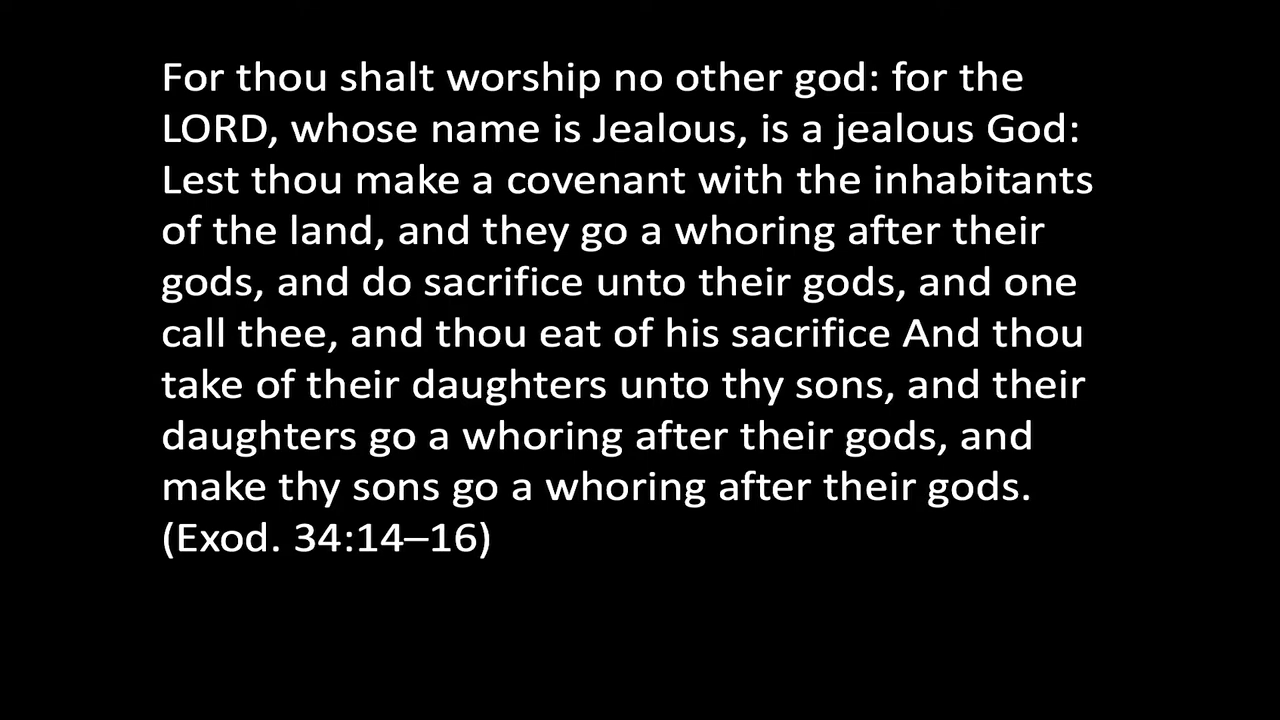 For thou shalt worship no other god: for the
LORD, whose name is Jealous, is a jealous God:
Lest thou make a covenant with the inhabitants
of the land, and they go a whoring after their
gods, and do sacrifice unto their gods, and one
call thee, and thou eat of his sacrifice And thou
take of their daughters unto thy sons, and their
daughters go a whoring after their gods, and
make thy sons go a whoring after their gods.
(Exod. 34:14–16)